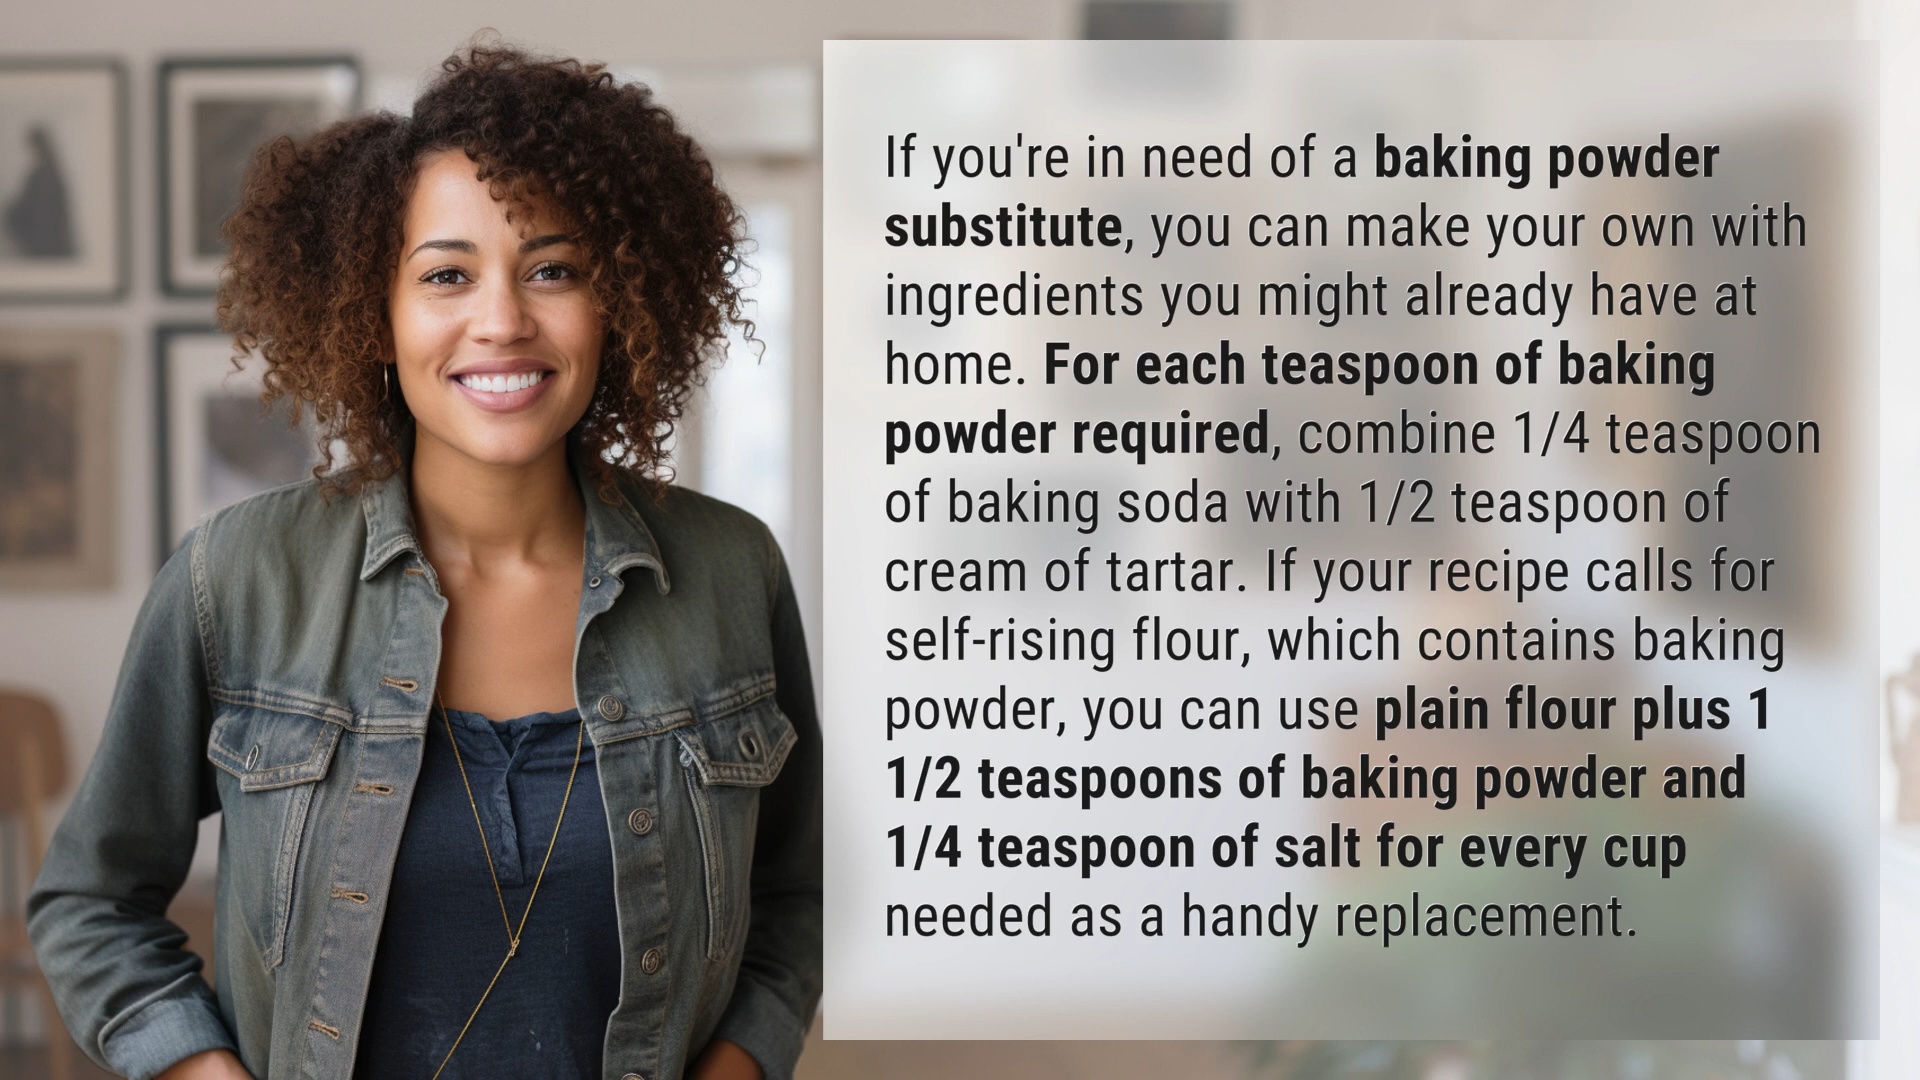 If you're in need of a baking powder
substitute, you can make your own with
ingredients you might already have at
home. For each teaspoon of baking
powder required, combine 1/4 teaspoon
of baking soda with 1/2 teaspoon of
cream of tartar. If your recipe calls for
self-rising flour, which contains baking
powder, you can use plain flour plus 1
1/2 teaspoons of baking powder and
1/4 teaspoon of salt for every cup
needed as a handy replacement.